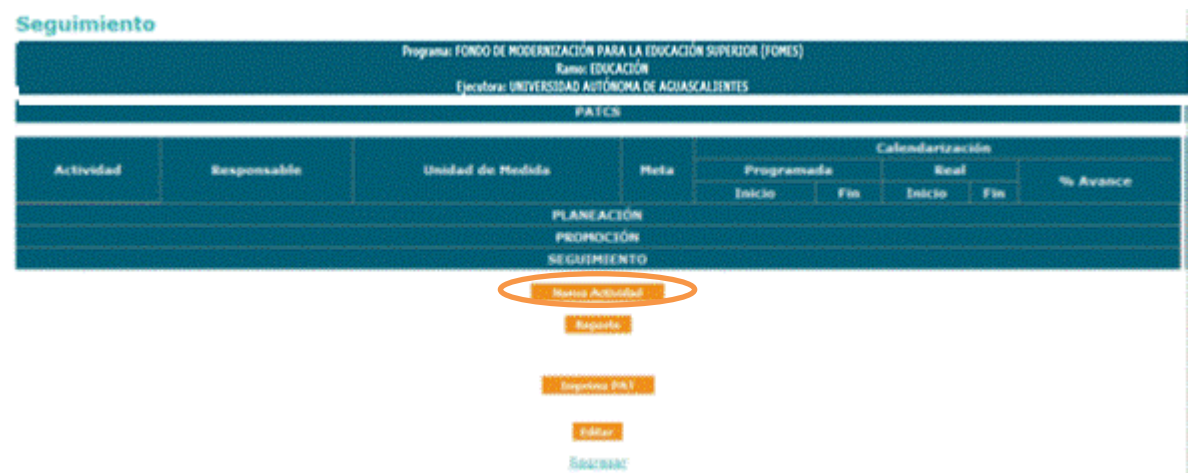 Seguimiento
Programa: FONDO DE MODERNIZACIÓN PARA LA EDUCACIÓN SUPERIOR (FOMES)
Ramo: EDUCACIÓN
Ejecutora: UNIVERSIDAD AUTÓNOMA DE AGUASCALIENTES
PATCS
Actividad Responsable Unidad de Medida Meta Calendarización
Programada Real % Avance
Inicio Fin Inicio Fin
PLANEACIÓN
PROMOCIÓN
SEGUIMIENTO
Nueva Actividad
Reporte
Imprime PAT
Editar
Regresar